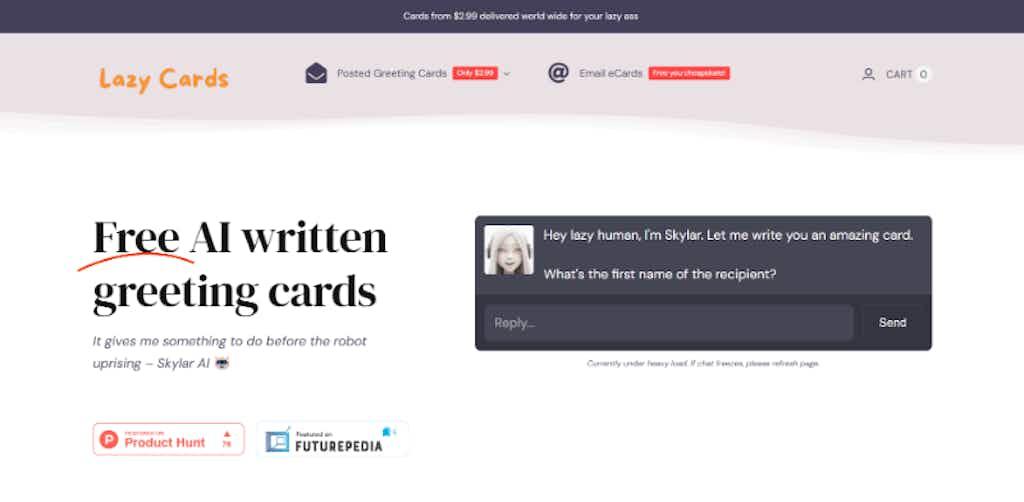 Cards from $2.99 delivered world wide for your lazy ass
Lazy Cards
Posted Greeting Cards Only $2.99
Email eCards Free you cheapskate!
CART 0
Free AI written
greeting cards
It gives me something to do before the robot
uprising – Skylar AI
Hey lazy human, I'm Skylar. Let me write you an amazing card.
What's the first name of the recipient?
Reply...
Send
Currently under heavy load. If chat freezes, please refresh page.
FEATURED ON
Product Hunt
76
Featured on
FUTUREPEDIA